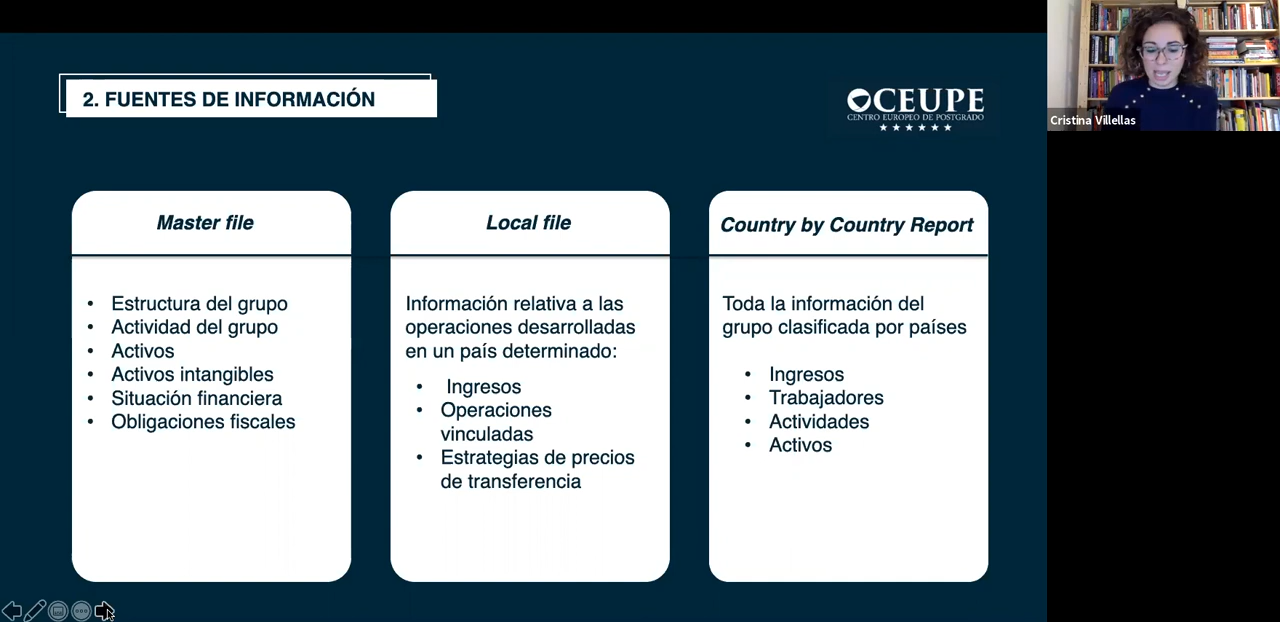 2. FUENTES DE INFORMACIÓN
CEUPE
CENTRO EUROPEO DE POSTGRADO
Cristina Villellas
Master file
• Estructura del grupo
• Actividad del grupo
• Activos
• Activos intangibles
• Situación financiera
• Obligaciones fiscales
Local file
Información relativa a las
operaciones desarrolladas
en un país determinado:
• Ingresos
• Operaciones
vinculadas
• Estrategias de precios
de transferencia
Country by Country Report
Toda la información del
grupo clasificada por países
• Ingresos
• Trabajadores
• Actividades
• Activos